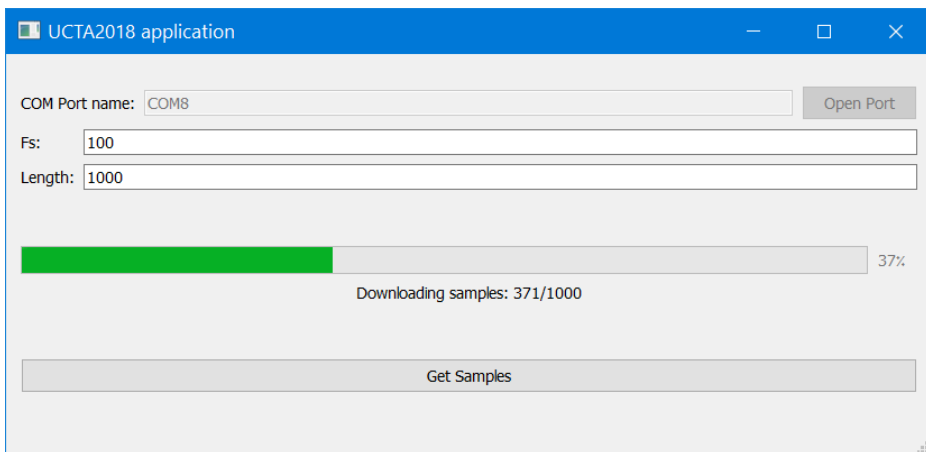 UCTA2018 application
COM Port name: COM8 Open Port
Fs: 100
Length: 1000
37%
Downloading samples: 371/1000
Get Samples